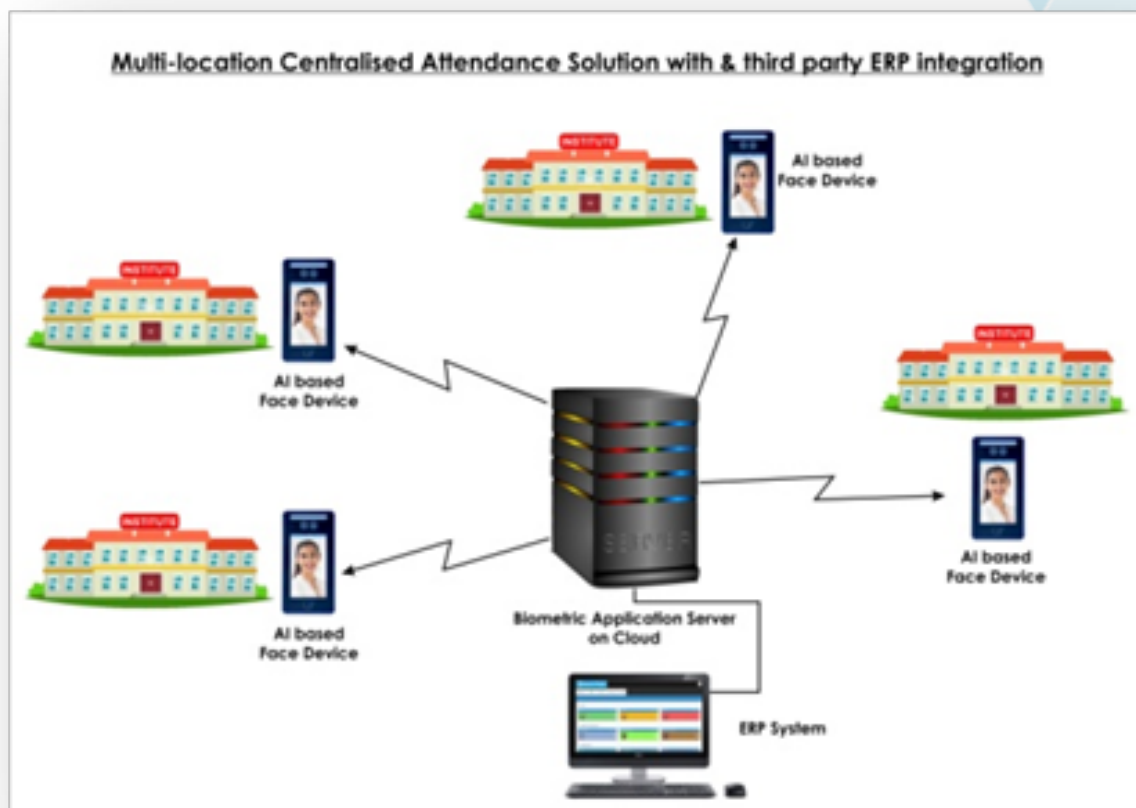 Multi-location Centralised Attendance Solution with & third party ERP integration
INSTITUTE
AI based
Face Device
INSTITUTE
AI based
Face Device
INSTITUTE
AI based
Face Device
INSTITUTE
AI based
Face Device
SERVER
Biometric Application Server
on Cloud
ERP System